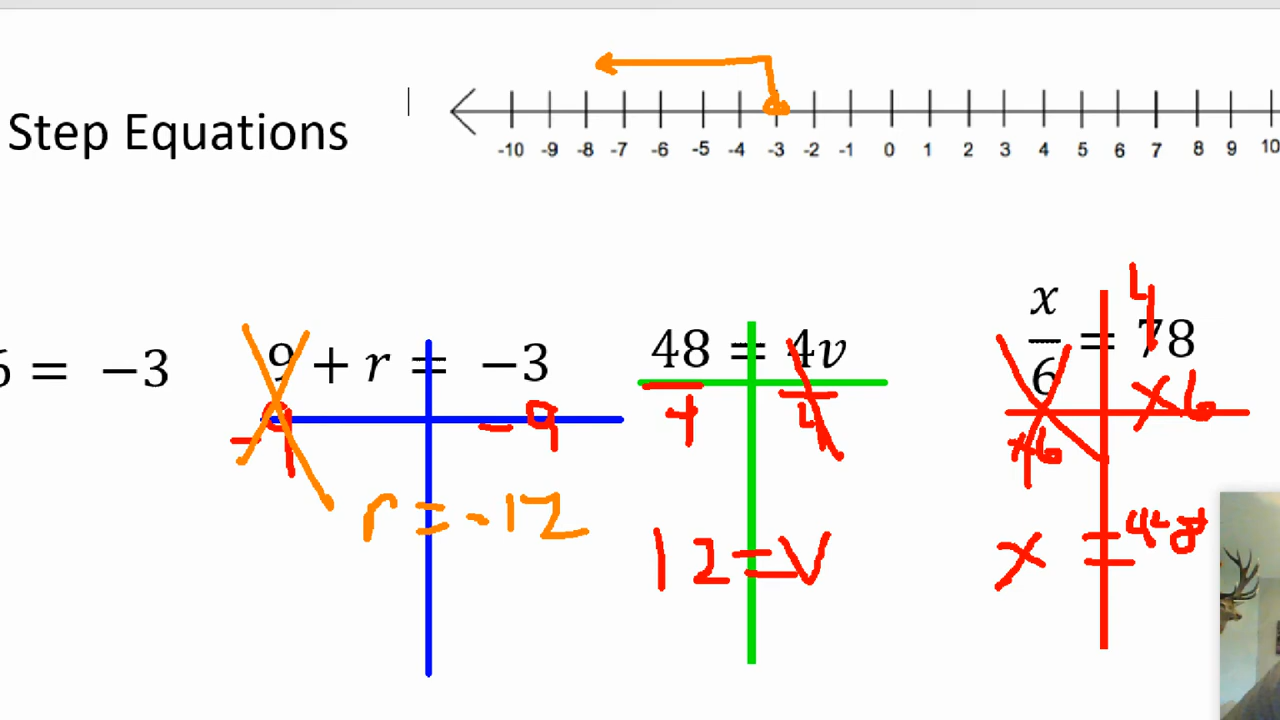 Step Equations
-10 -9 -8 -7 -6 -5 -4 -3 -2 -1 0 1 2 3 4 5 6 7 8 9 10
6 = −3
9 + r = −3
− 9 − 9
r = -12
48 = 4v
4 4
12 = V
4
x/6 = 78
×6 ×6
x =